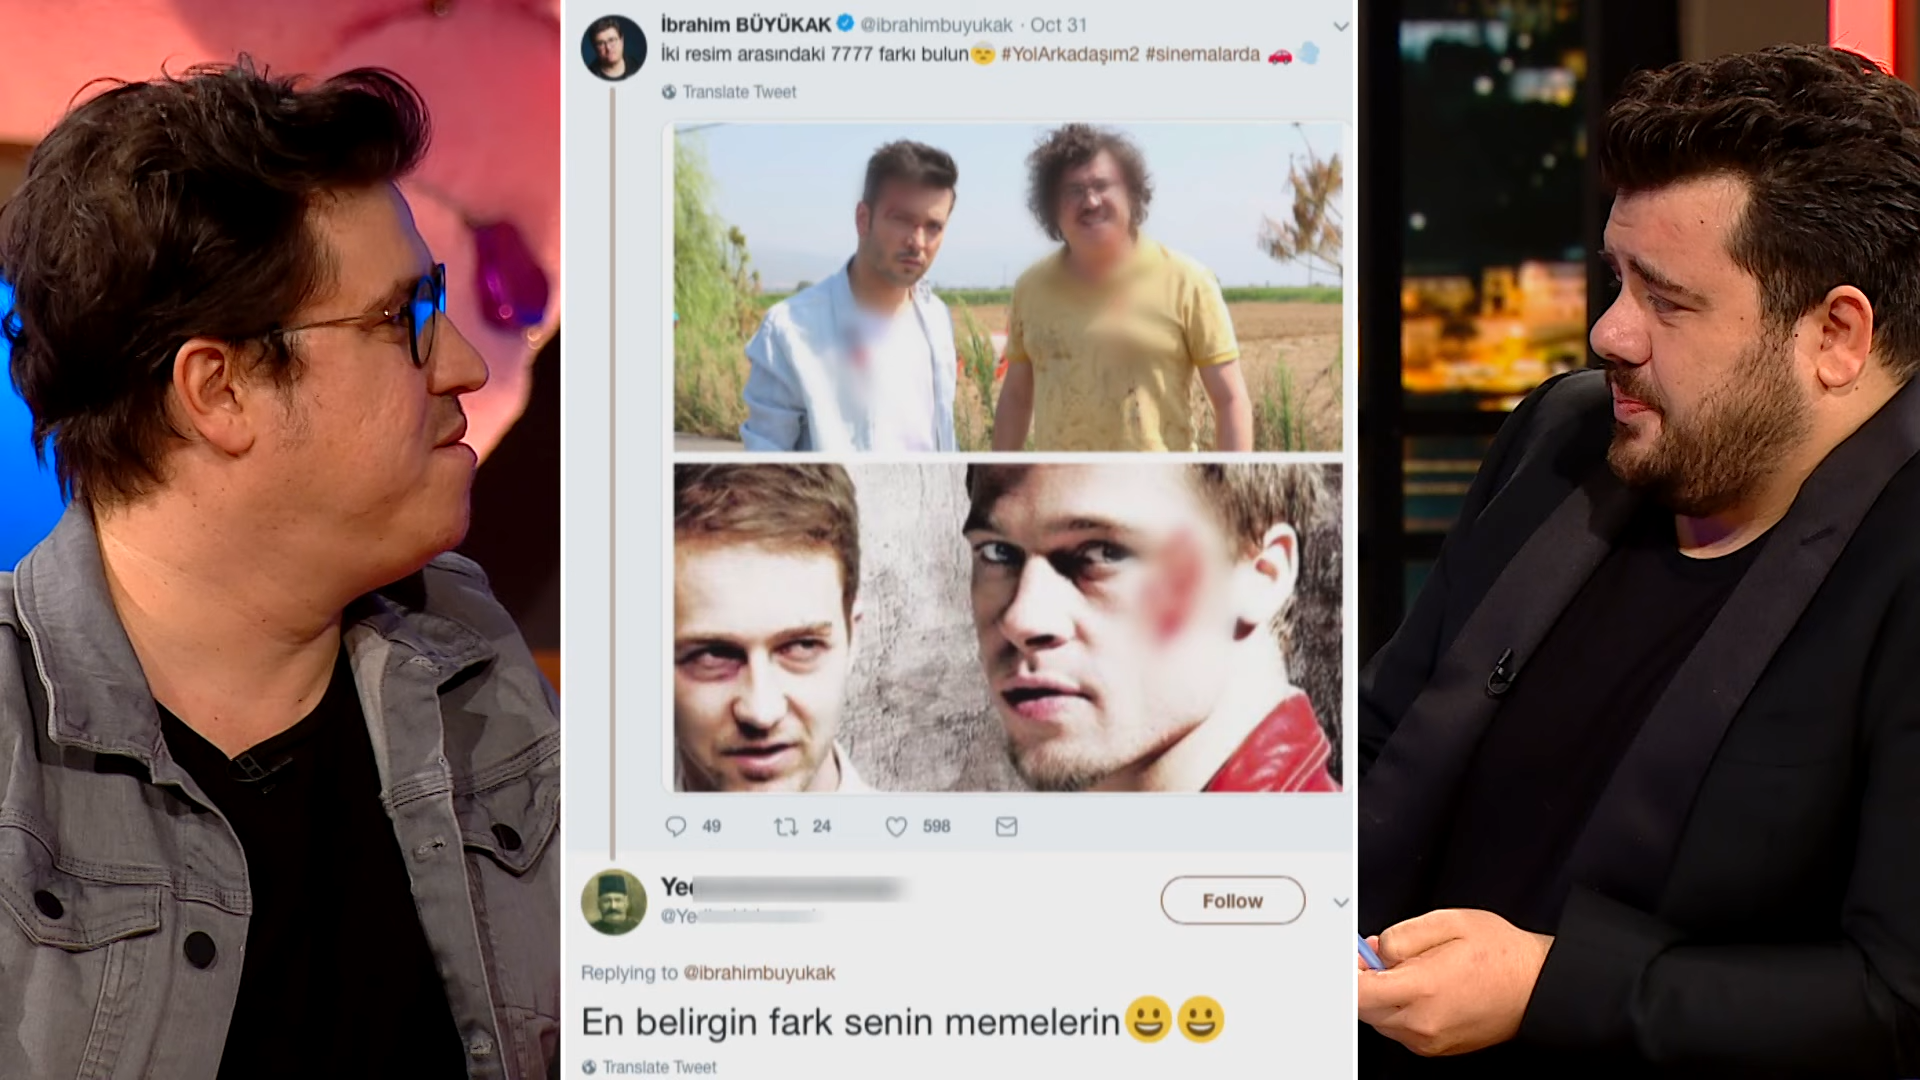 İbrahim BÜYÜKAK @ibrahimbuyukak · Oct 31
İki resim arasındaki 7777 farkı bulun😏 #YolArkadaşım2 #sinemalarda 🚗💨
Translate Tweet
49 24 598
Follow
Replying to @ibrahimbuyukak
En belirgin fark senin memelerin😀😀
Translate Tweet